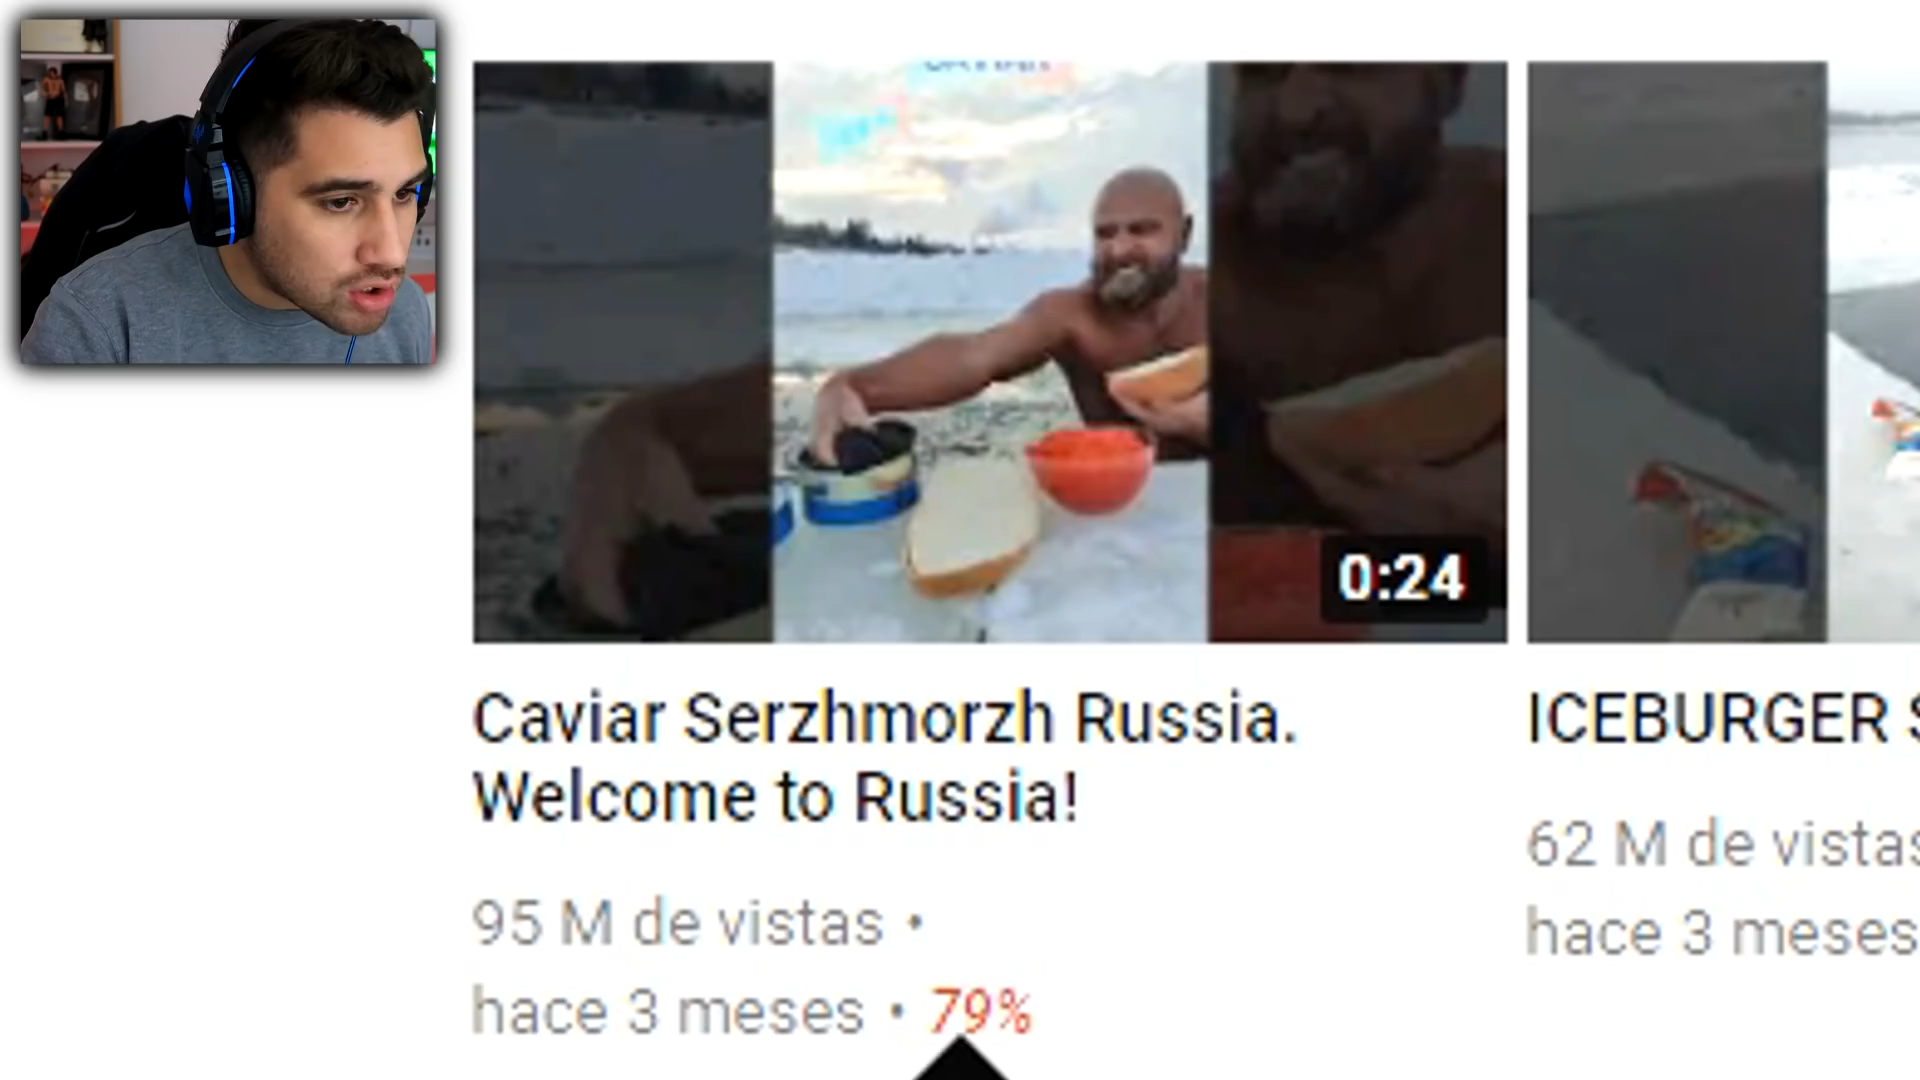 0:24
Caviar Serzhmorzh Russia.
Welcome to Russia!
95 M de vistas •
hace 3 meses • 79%
ICEBURGER
62 M de vistas
hace 3 meses